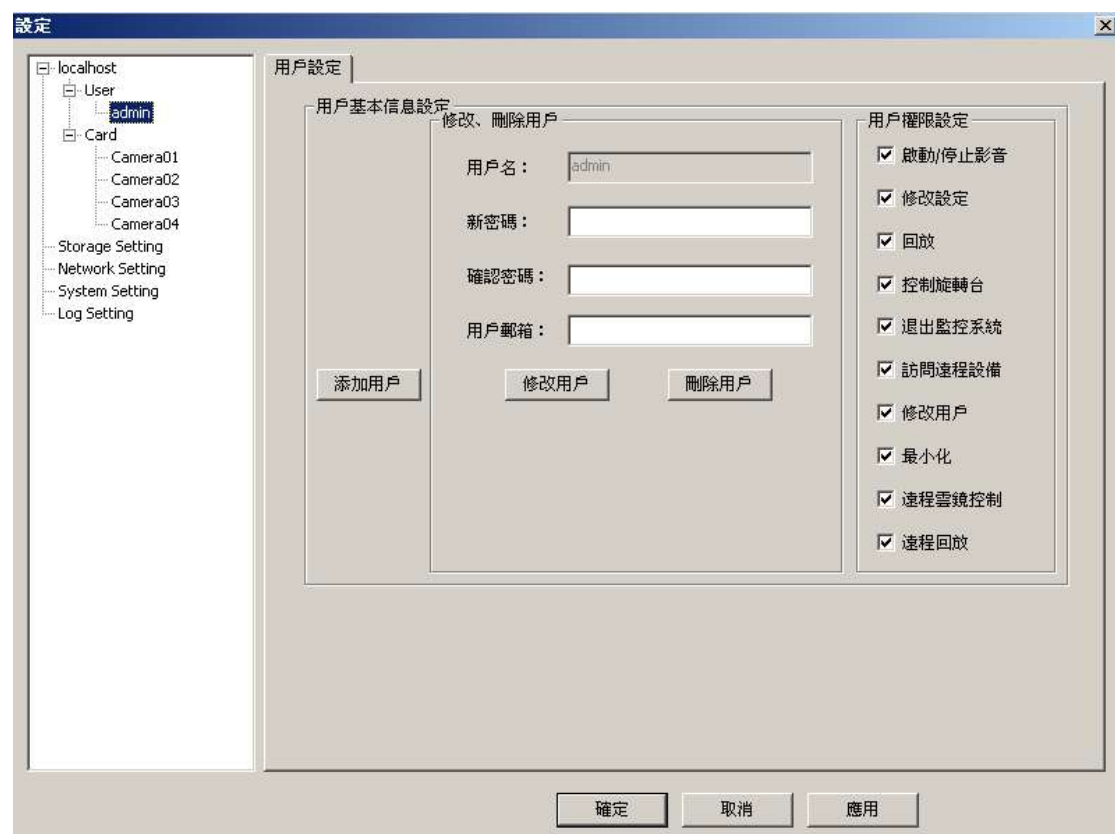 設定
localhost
User
admin
Card
Camera01
Camera02
Camera03
Camera04
Storage Setting
Network Setting
System Setting
Log Setting
用戶設定
用戶基本信息設定
修改、刪除用戶
用戶名：
admin
新密碼：
確認密碼：
用戶郵箱：
添加用戶
修改用戶
刪除用戶
用戶權限設定
啟動/停止影音
修改設定
回放
控制旋轉台
退出監控系統
訪問遠程設備
修改用戶
最小化
遠程雲鏡控制
遠程回放
確定
取消
應用